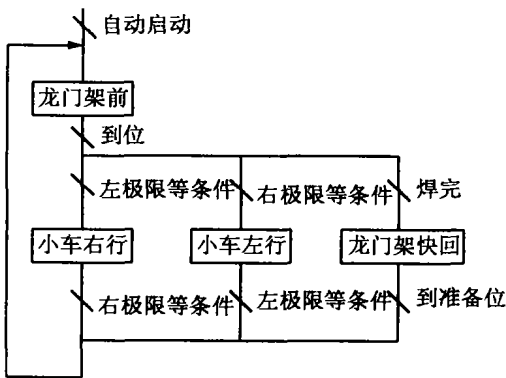 自动启动
龙门架前
到位
左极限等条件
右极限等条件
焊完
小车右行
小车左行
龙门架快回
右极限等条件
左极限等条件
到准备位